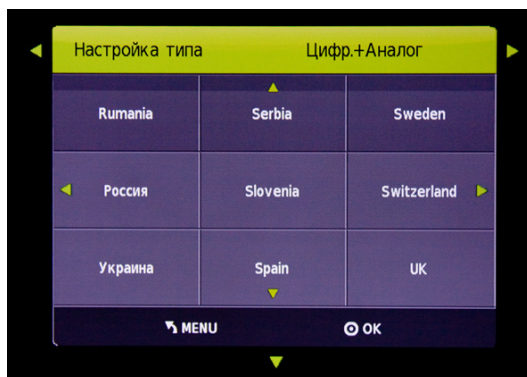 Настройка типа Цифр.+Аналог
Rumania Serbia Sweden
Россия Slovenia Switzerland
Украина Spain UK
MENU OK